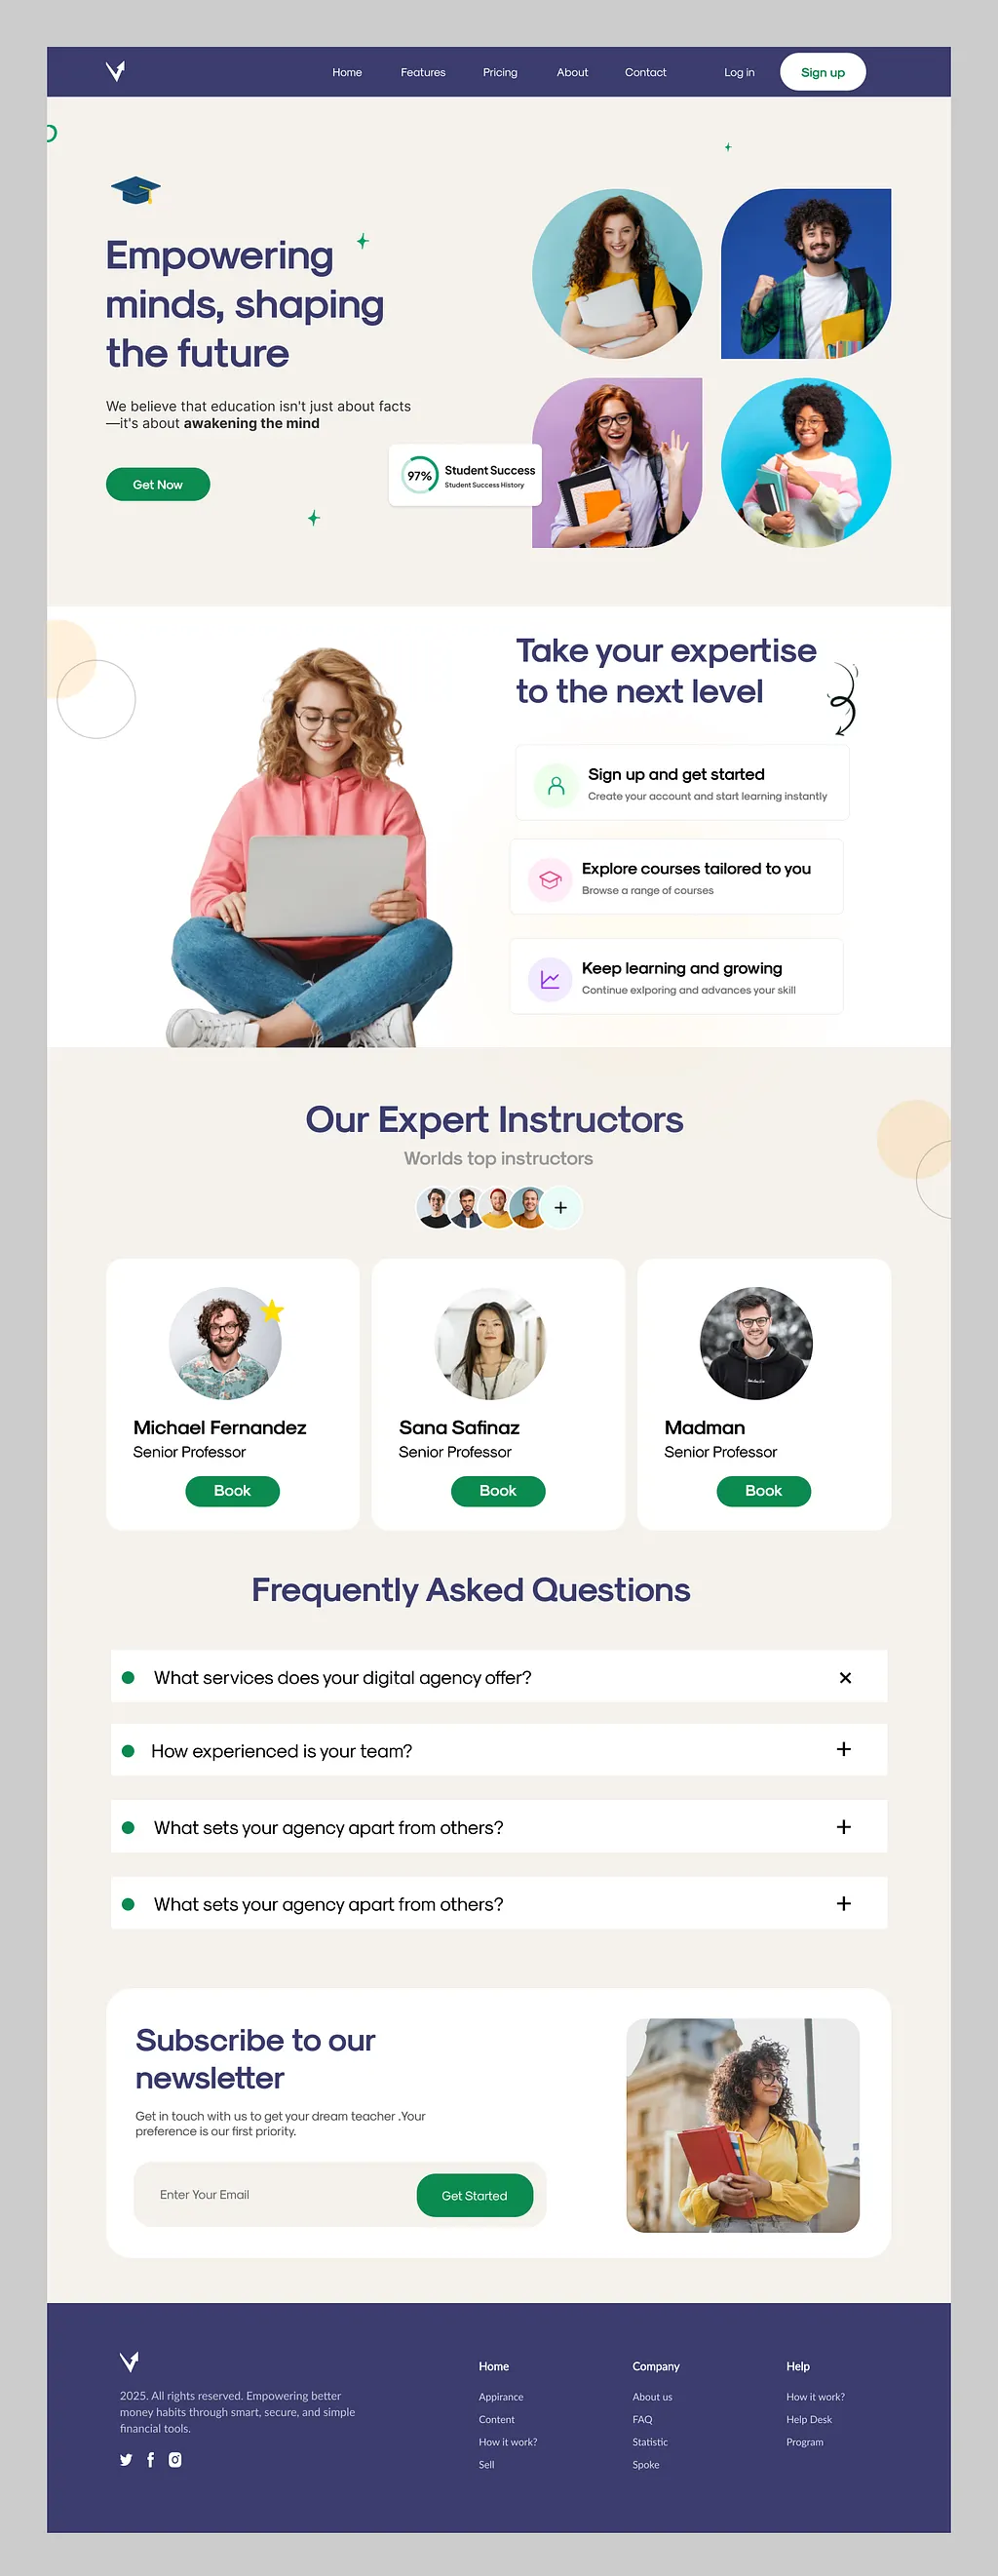 Home Features Pricing About Contact Log in Sign up
Empowering
minds, shaping
the future
We believe that education isn't just about facts
—it's about awakening the mind
Get Now
97% Student Success
Student Success History
Take your expertise
to the next level
Sign up and get started
Create your account and start learning instantly
Explore courses tailored to you
Browse a range of courses
Keep learning and growing
Continue exlporing and advances your skill
Our Expert Instructors
Worlds top instructors
+
Michael Fernandez
Senior Professor
Book
Sana Safinaz
Senior Professor
Book
Madman
Senior Professor
Book
Frequently Asked Questions
What services does your digital agency offer?
How experienced is your team?
What sets your agency apart from others?
What sets your agency apart from others?
Subscribe to our
newsletter
Get in touch with us to get your dream teacher .Your
preference is our first priority.
Enter Your Email
Get Started
2025. All rights reserved. Empowering better
money habits through smart, secure, and simple
financial tools.
Home
Appirance
Content
How it work?
Sell
Company
About us
FAQ
Statistic
Spoke
Help
How it work?
Help Desk
Program